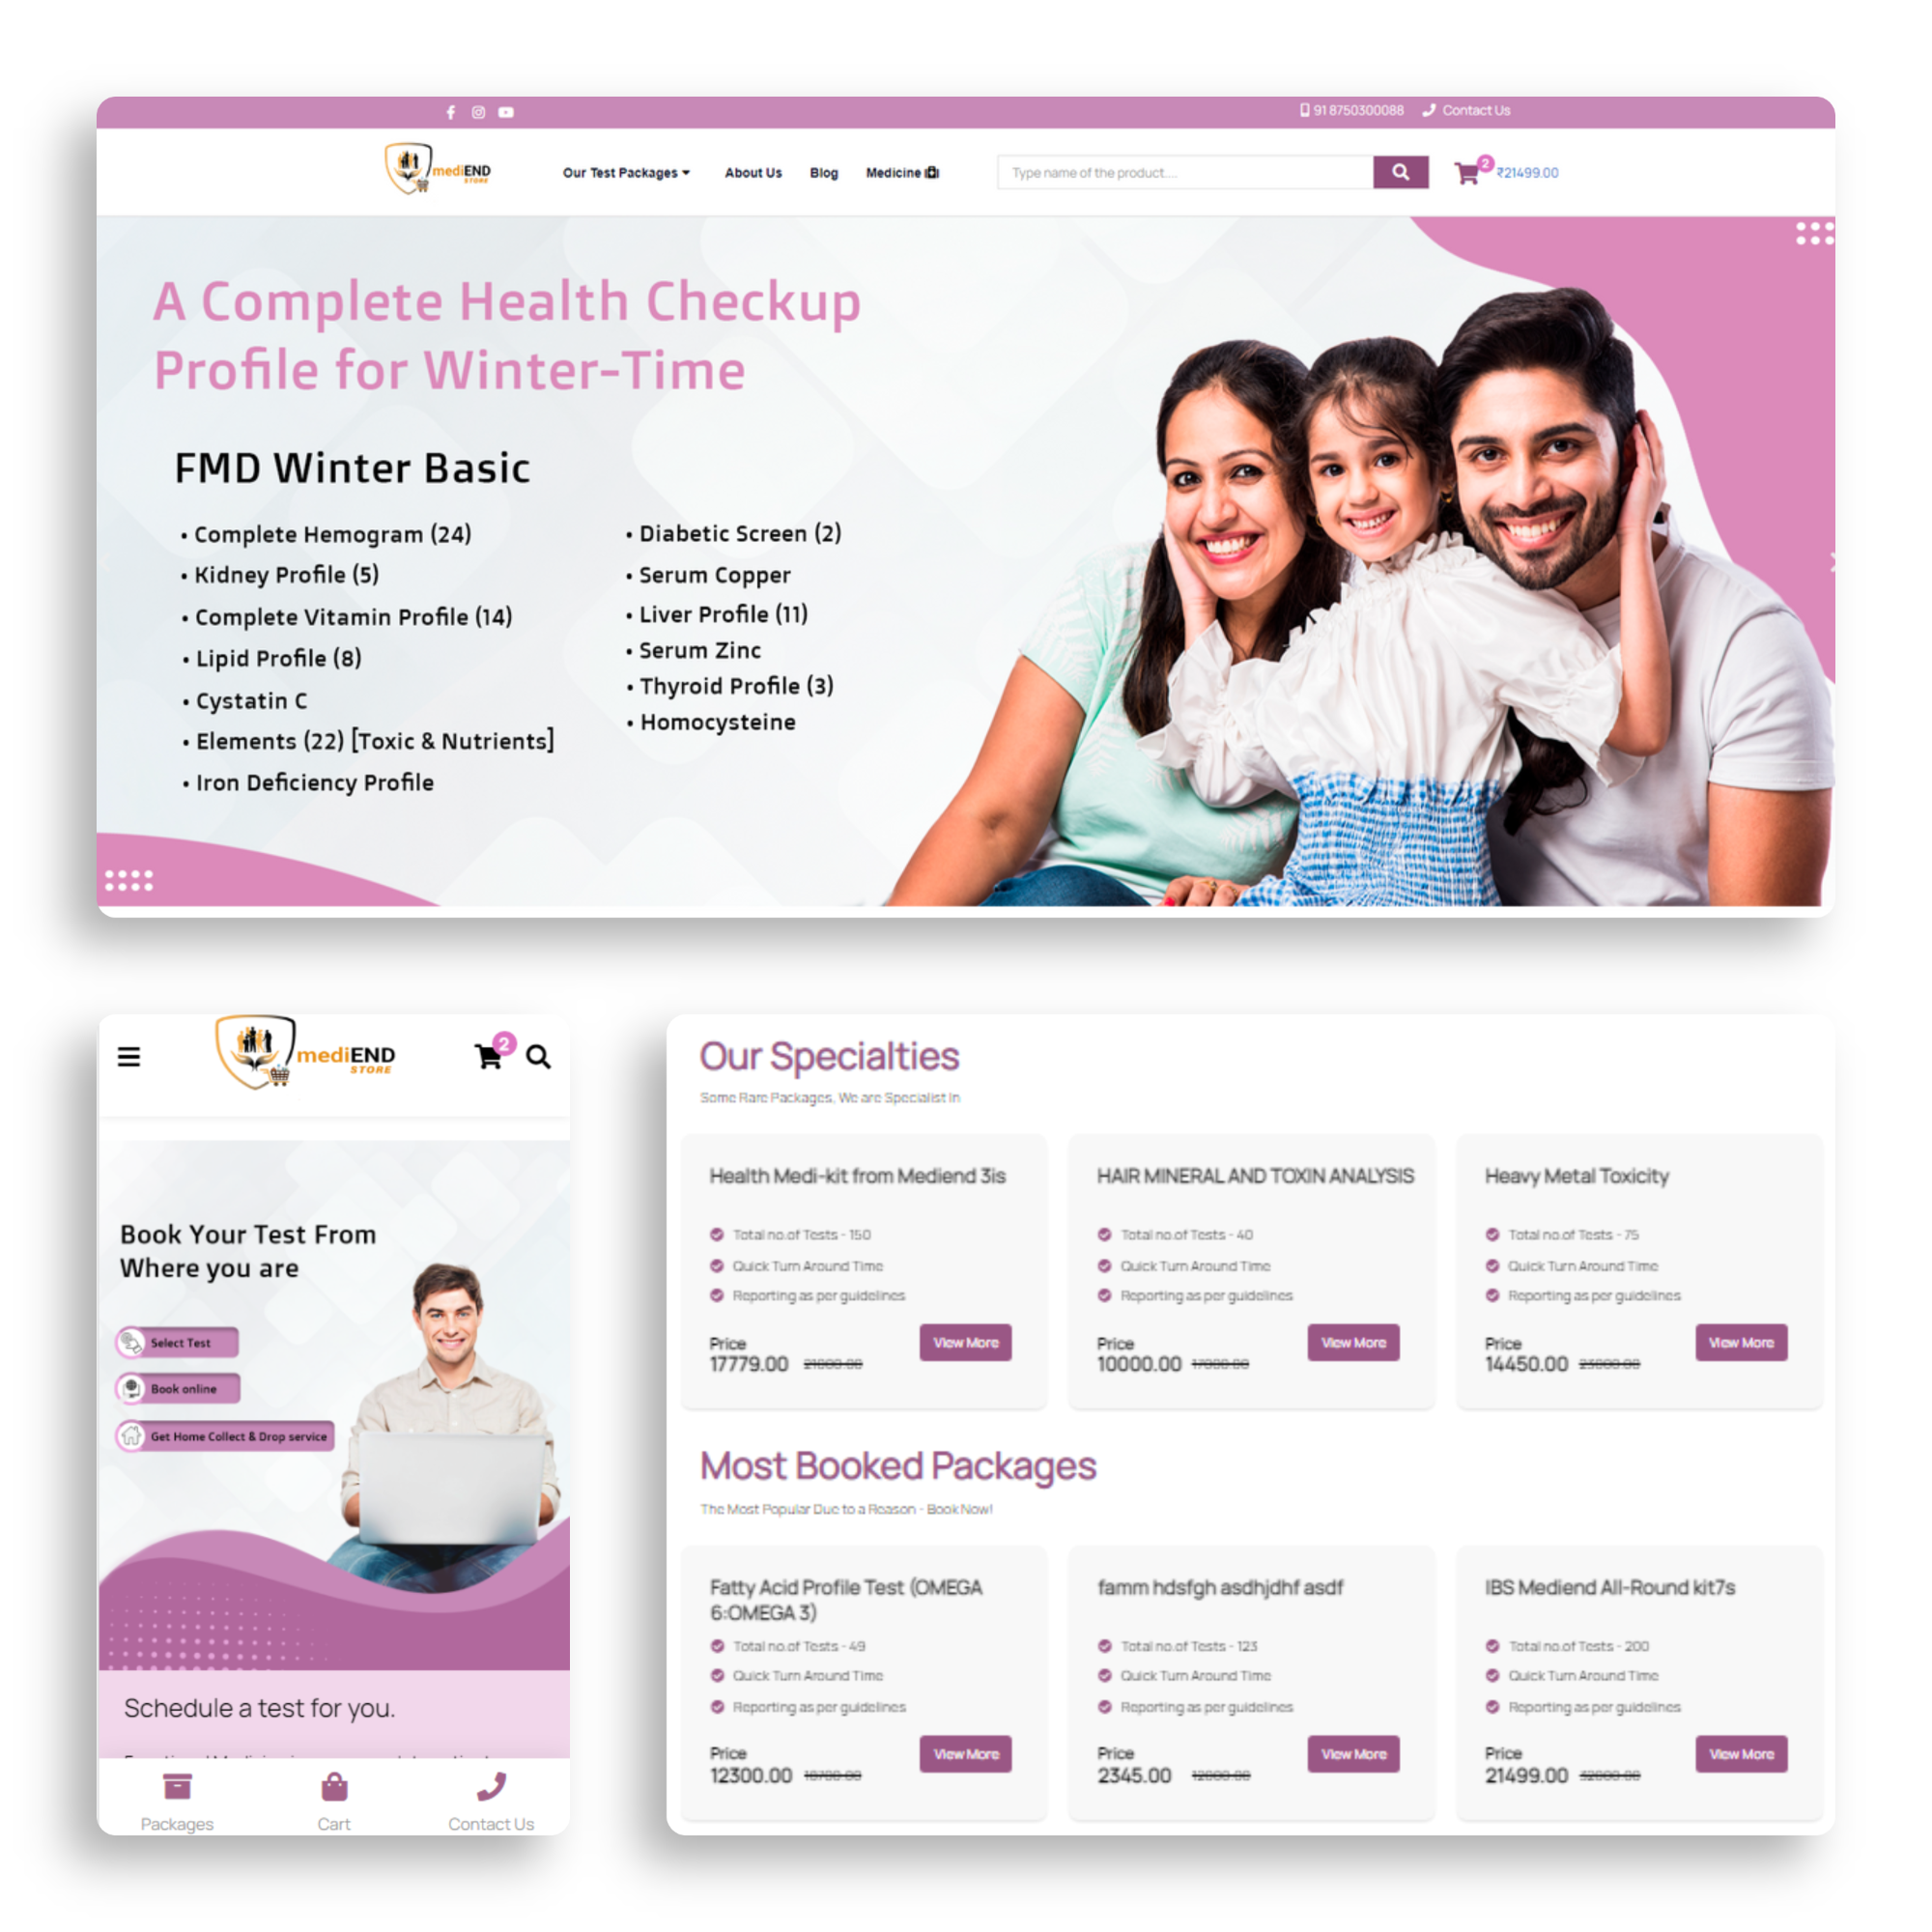 91 8750300088 Contact Us
mediEND
STORE
Our Test Packages
About Us
Blog
Medicine
Type name of the product....
2
₹21499.00
A Complete Health Checkup
Profile for Winter-Time
FMD Winter Basic
• Complete Hemogram (24)
• Kidney Profile (5)
• Complete Vitamin Profile (14)
• Lipid Profile (8)
• Cystatin C
• Elements (22) [Toxic & Nutrients]
• Iron Deficiency Profile
• Diabetic Screen (2)
• Serum Copper
• Liver Profile (11)
• Serum Zinc
• Thyroid Profile (3)
• Homocysteine
mediEND
STORE
2
Book Your Test From
Where you are
Select Test
Book online
Get Home Collect & Drop service
Schedule a test for you.
Packages
Cart
Contact Us
Our Specialties
Some Rare Packages, We are Specialist In
Health Medi-kit from Mediend 3is
Total no.of Tests - 150
Quick Turn Around Time
Reporting as per guidelines
Price
17779.00
View More
HAIR MINERAL AND TOXIN ANALYSIS
Total no.of Tests - 40
Quick Turn Around Time
Reporting as per guidelines
Price
10000.00
View More
Heavy Metal Toxicity
Total no.of Tests - 75
Quick Turn Around Time
Reporting as per guidelines
Price
14450.00
View More
Most Booked Packages
The Most Popular Due to a Reason - Book Now!
Fatty Acid Profile Test (OMEGA
6:OMEGA 3)
Total no.of Tests - 49
Quick Turn Around Time
Reporting as per guidelines
Price
12300.00
View More
famm hdsfgh asdhjdhf asdf
Total no.of Tests - 123
Quick Turn Around Time
Reporting as per guidelines
Price
2345.00
View More
IBS Mediend All-Round kit7s
Total no.of Tests - 200
Quick Turn Around Time
Reporting as per guidelines
Price
21499.00
View More